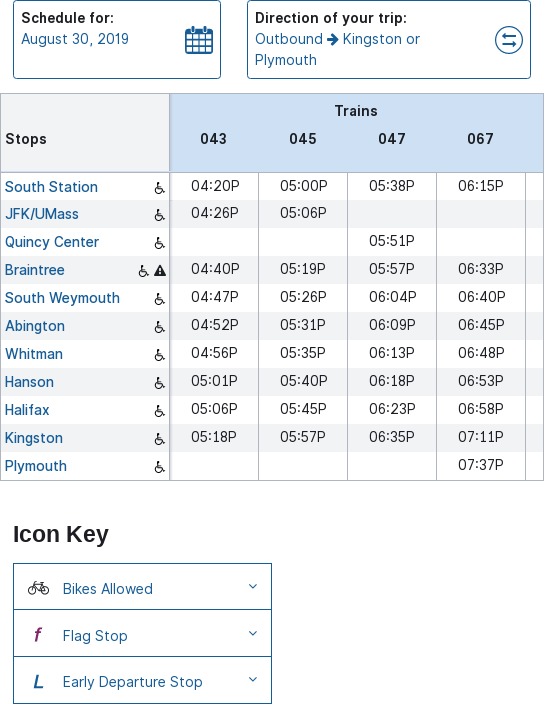 Schedule for:
August 30, 2019
Direction of your trip:
Outbound → Kingston or
Plymouth
Trains
Stops 043 045 047 067
South Station 04:20P 05:00P 05:38P 06:15P
JFK/UMass 04:26P 05:06P
Quincy Center 05:51P
Braintree 04:40P 05:19P 05:57P 06:33P
South Weymouth 04:47P 05:26P 06:04P 06:40P
Abington 04:52P 05:31P 06:09P 06:45P
Whitman 04:56P 05:35P 06:13P 06:48P
Hanson 05:01P 05:40P 06:18P 06:53P
Halifax 05:06P 05:45P 06:23P 06:58P
Kingston 05:18P 05:57P 06:35P 07:11P
Plymouth 07:37P
Icon Key
Bikes Allowed
f Flag Stop
L Early Departure Stop